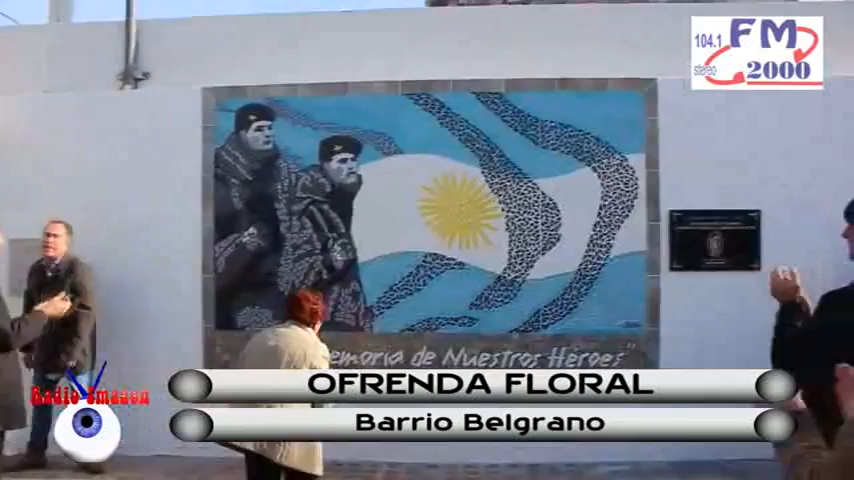 104.1 FM
stereo 2000
emoria de Nuestros Héroes"
Radio Imagen
OFRENDA FLORAL
Barrio Belgrano